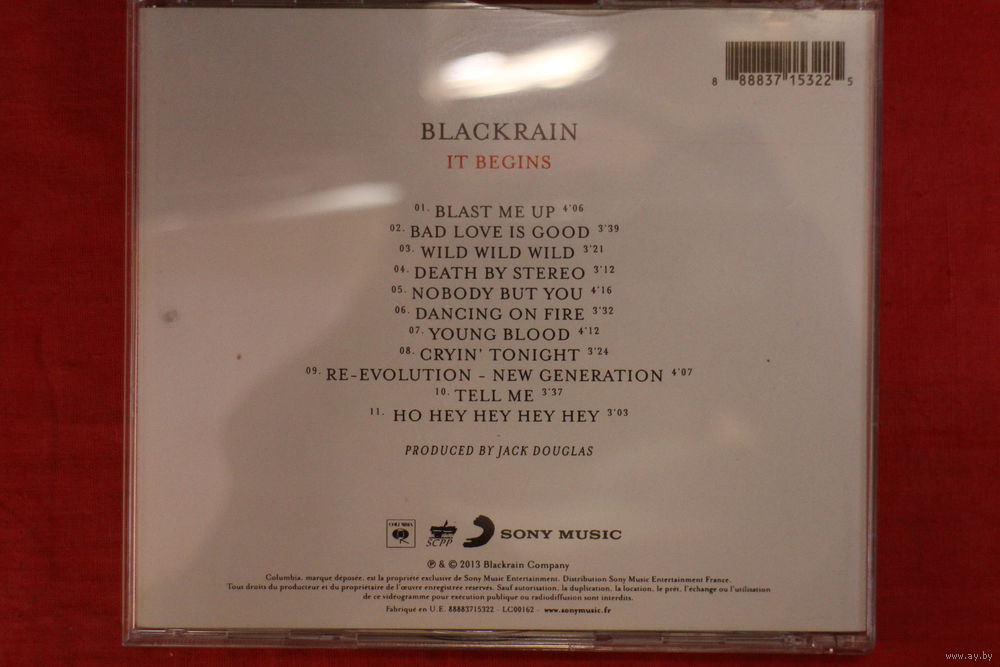 8 88837 15322 5
BLACKRAIN
IT BEGINS
01. BLAST ME UP 4'06
02. BAD LOVE IS GOOD 3'39
03. WILD WILD WILD 3'21
04. DEATH BY STEREO 3'12
05. NOBODY BUT YOU 4'16
06. DANCING ON FIRE 3'32
07. YOUNG BLOOD 4'12
08. CRYIN' TONIGHT 3'24
09. RE-EVOLUTION - NEW GENERATION 4'07
10. TELL ME 3'37
11. HO HEY HEY HEY HEY 3'03
PRODUCED BY JACK DOUGLAS
COLUMBIA
SCPP
SONY MUSIC
℗ & © 2013 Blackrain Company
Columbia, marque déposée, est la propriété exclusive de Sony Music Entertainment. Distribution Sony Music Entertainment France.
Tous droits du producteur et du propriétaire de l'œuvre enregistrée réservés. Sauf autorisation, la duplication, la location, le prêt, l'échange ou l'utilisation
de ce vidéogramme pour exécution publique ou radiodiffusion sont interdits.
Fabriqué en U.E. 88883715322 - LC00162 - www.sonymusic.fr
www.ay.by